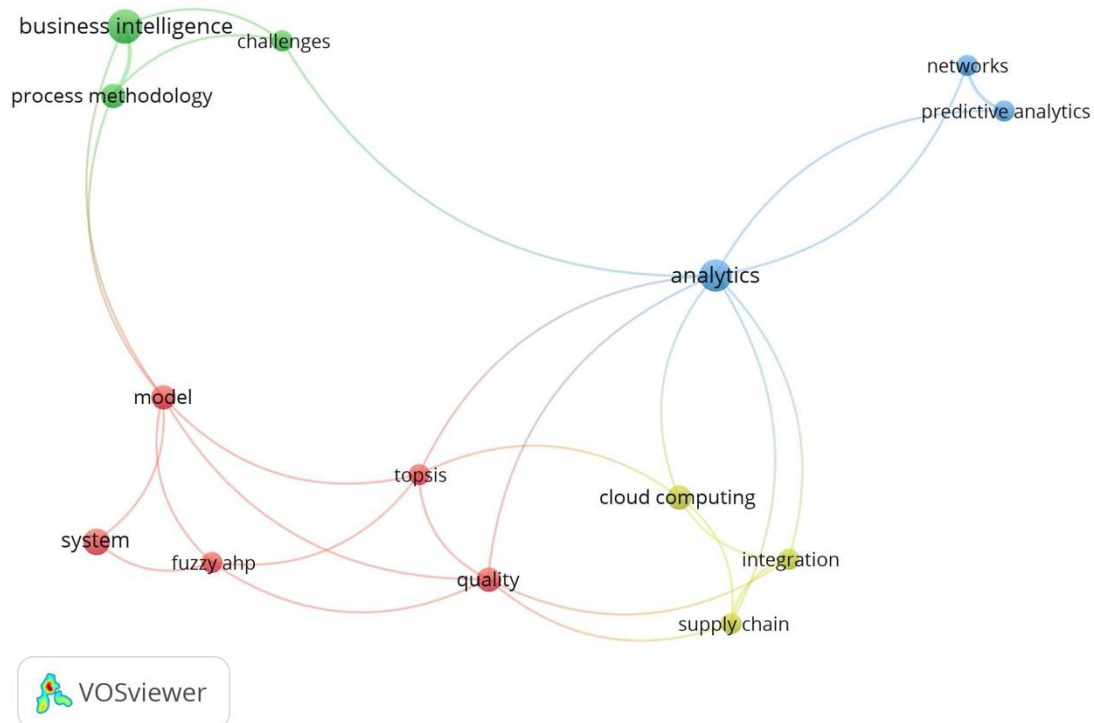 business intelligence
challenges
process methodology
networks
predictive analytics
analytics
model
topsis
cloud computing
system
fuzzy ahp
quality
integration
supply chain
VOSviewer